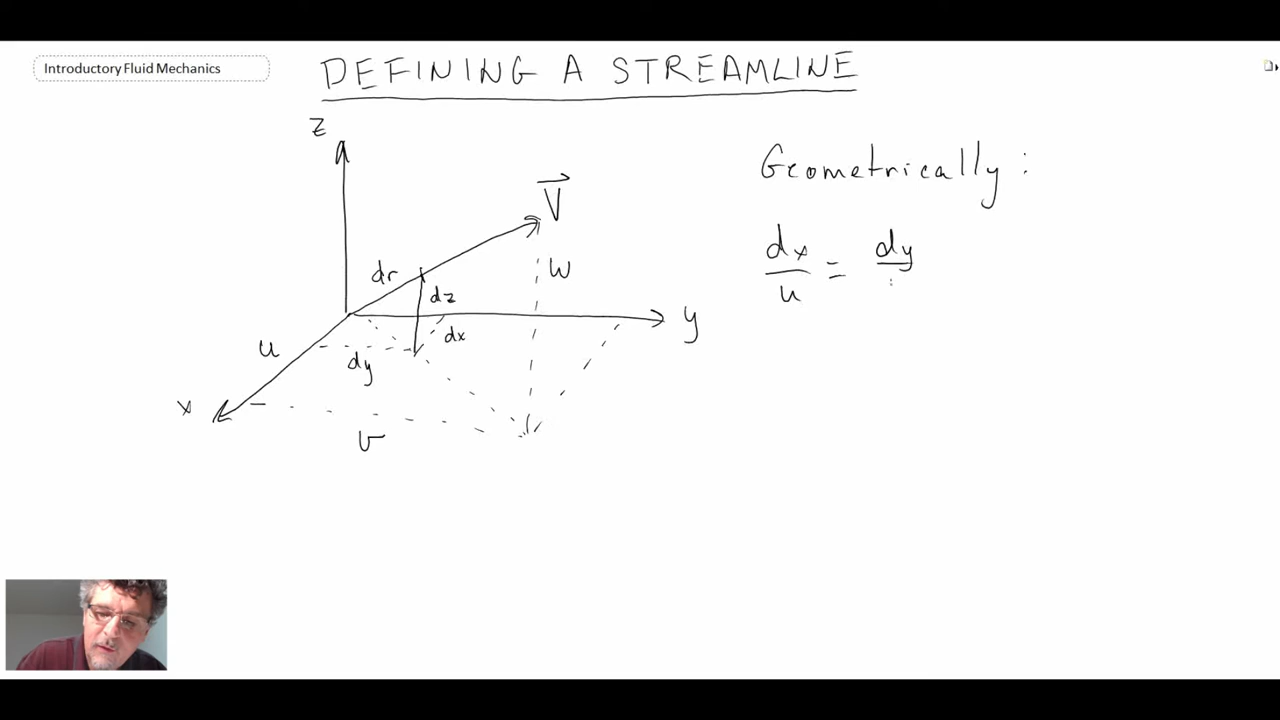 Introductory Fluid Mechanics
DEFINING A STREAMLINE
z
Geometrically:
V
dx/u = dy
dr
w
dz
dx
y
u
dy
x
v